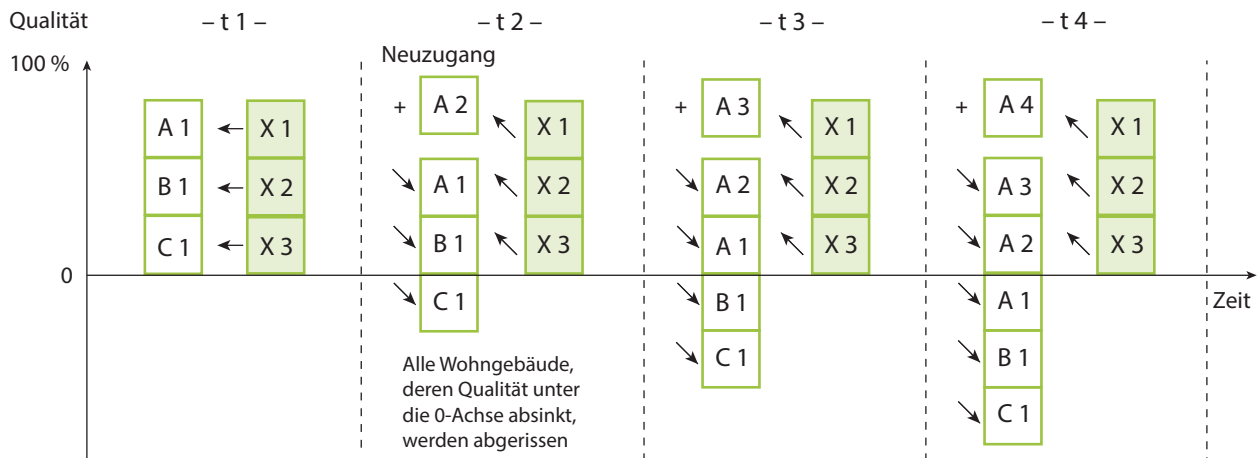 Qualität
– t 1 –
– t 2 –
– t 3 –
– t 4 –
Neuzugang
100 %
+ A 2
+ A 3
+ A 4
A 1
X 1
X 1
X 1
X 1
B 1
X 2
A 1
X 2
A 2
X 2
A 3
X 2
C 1
X 3
B 1
X 3
A 1
X 3
A 2
X 3
0
C 1
B 1
A 1
Zeit
Alle Wohngebäude,
deren Qualität unter
die 0-Achse absinkt,
werden abgerissen
C 1
B 1
C 1